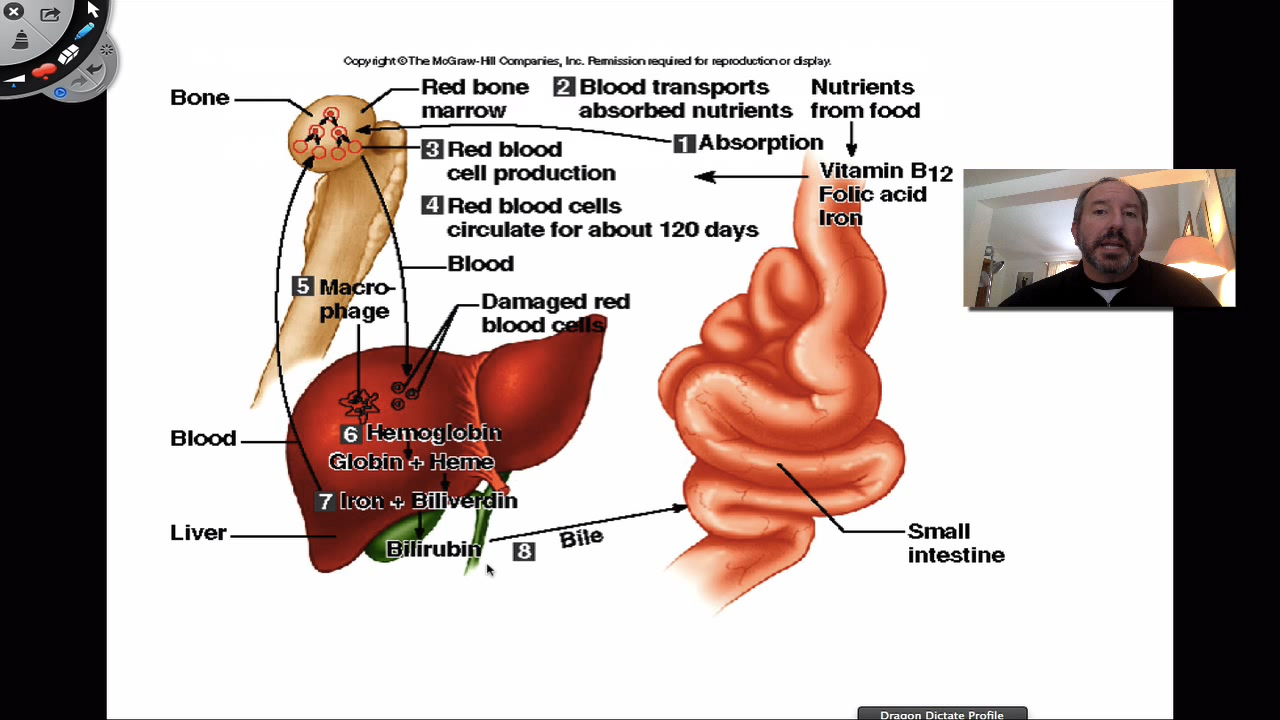 Copyright ©The McGraw-Hill Companies, Inc. Permission required for reproduction or display.
Bone
Red bone
marrow
2 Blood transports
absorbed nutrients
Nutrients
from food
1 Absorption
3 Red blood
cell production
Vitamin B12
Folic acid
Iron
4 Red blood cells
circulate for about 120 days
Blood
5 Macro-
phage
Damaged red
blood cells
Blood
6 Hemoglobin
Globin + Heme
7 Iron + Biliverdin
Liver
Bilirubin
8 Bile
Small
intestine
Dragon Dictate Profile